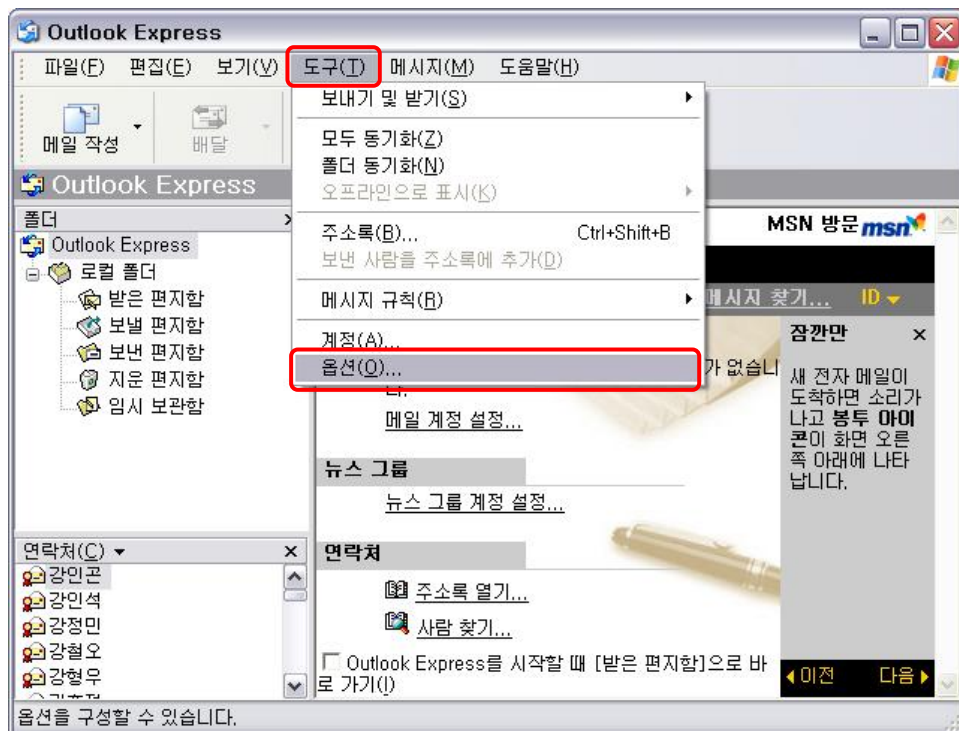 Outlook Express
파일(F) 편집(E) 보기(V) 도구(T) 메시지(M) 도움말(H)
보내기 및 받기(S)
모두 동기화(Z)
폴더 동기화(N)
오프라인으로 표시(K)
주소록(B)... Ctrl+Shift+B
보낸 사람을 주소록에 추가(D)
메시지 규칙(R)
계정(A)...
옵션(O)...
메일 작성
배달
Outlook Express
폴더
Outlook Express
로컬 폴더
받은 편지함
보낼 편지함
보낸 편지함
지운 편지함
임시 보관함
연락처(C)
강인곤
강인석
강정민
강철오
강형우
MSN 방문 msn
메시지 찾기... ID
가 없습니
다.
메일 계정 설정...
뉴스 그룹
뉴스 그룹 계정 설정...
연락처
주소록 열기...
사람 찾기...
Outlook Express를 시작할 때 [받은 편지함]으로 바
로 가기(I)
잠깐만
새 전자 메일이
도착하면 소리가
나고 봉투 아이
콘이 화면 오른
쪽 아래에 나타
납니다.
이전 다음
옵션을 구성할 수 있습니다.